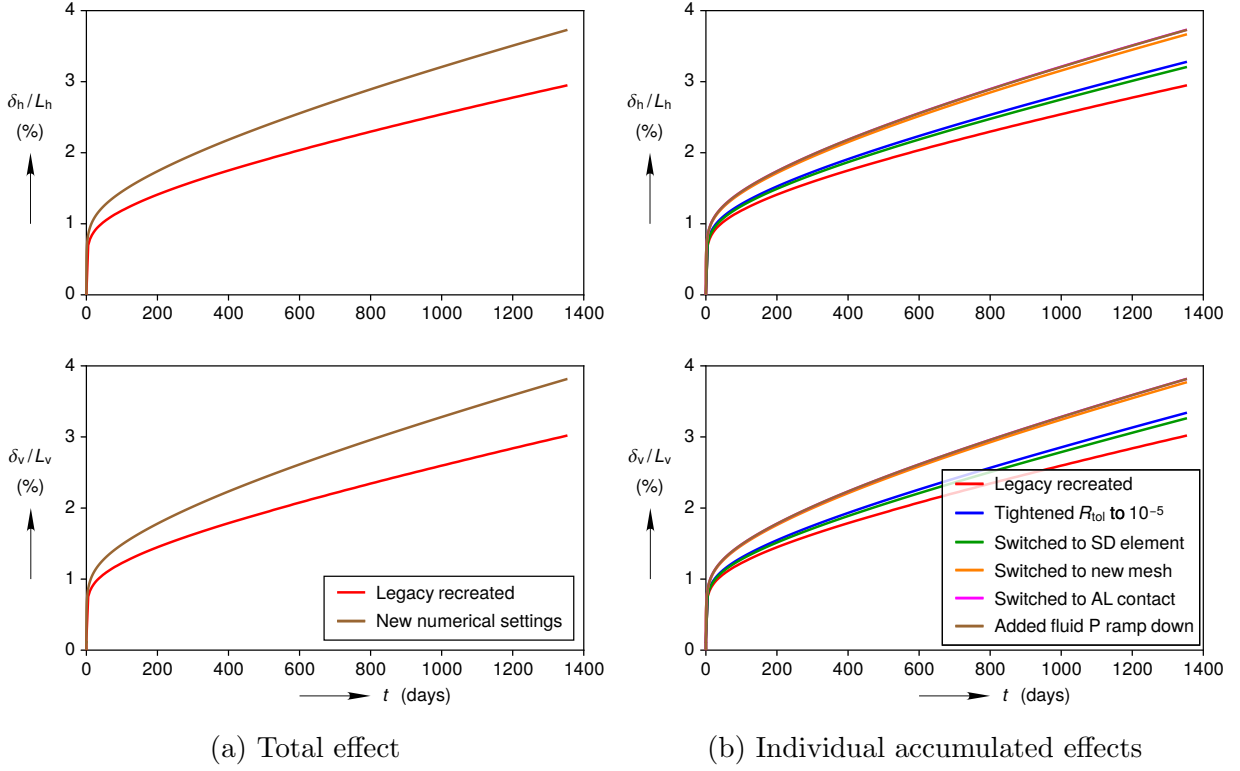 4
3
2
1
0
δh/Lh
(%)
0 200 400 600 800 1000 1200 1400
4
3
2
1
0
δh/Lh
(%)
0 200 400 600 800 1000 1200 1400
4
3
2
1
0
δv/Lv
(%)
Legacy recreated
New numerical settings
0 200 400 600 800 1000 1200 1400
t (days)
4
3
2
1
0
δv/Lv
(%)
Legacy recreated
Tightened Rtol to 10⁻⁵
Switched to SD element
Switched to new mesh
Switched to AL contact
Added fluid P ramp down
0 200 400 600 800 1000 1200 1400
t (days)
(a) Total effect
(b) Individual accumulated effects